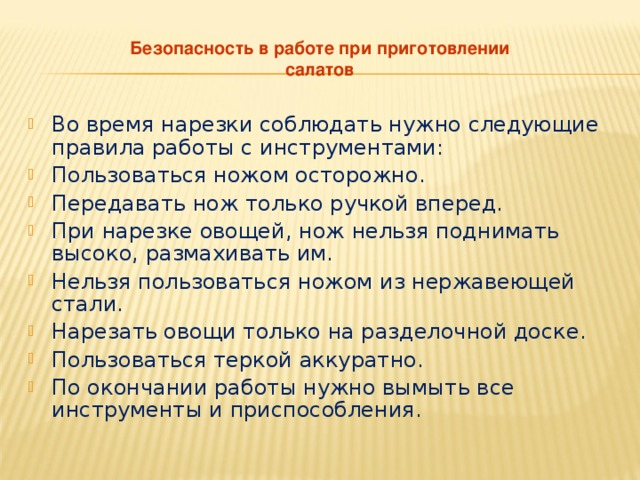 Безопасность в работе при приготовлении
салатов
Во время нарезки соблюдать нужно следующие
правила работы с инструментами:
Пользоваться ножом осторожно.
Передавать нож только ручкой вперед.
При нарезке овощей, нож нельзя поднимать
высоко, размахивать им.
Нельзя пользоваться ножом из нержавеющей
стали.
Нарезать овощи только на разделочной доске.
Пользоваться теркой аккуратно.
По окончании работы нужно вымыть все
инструменты и приспособления.